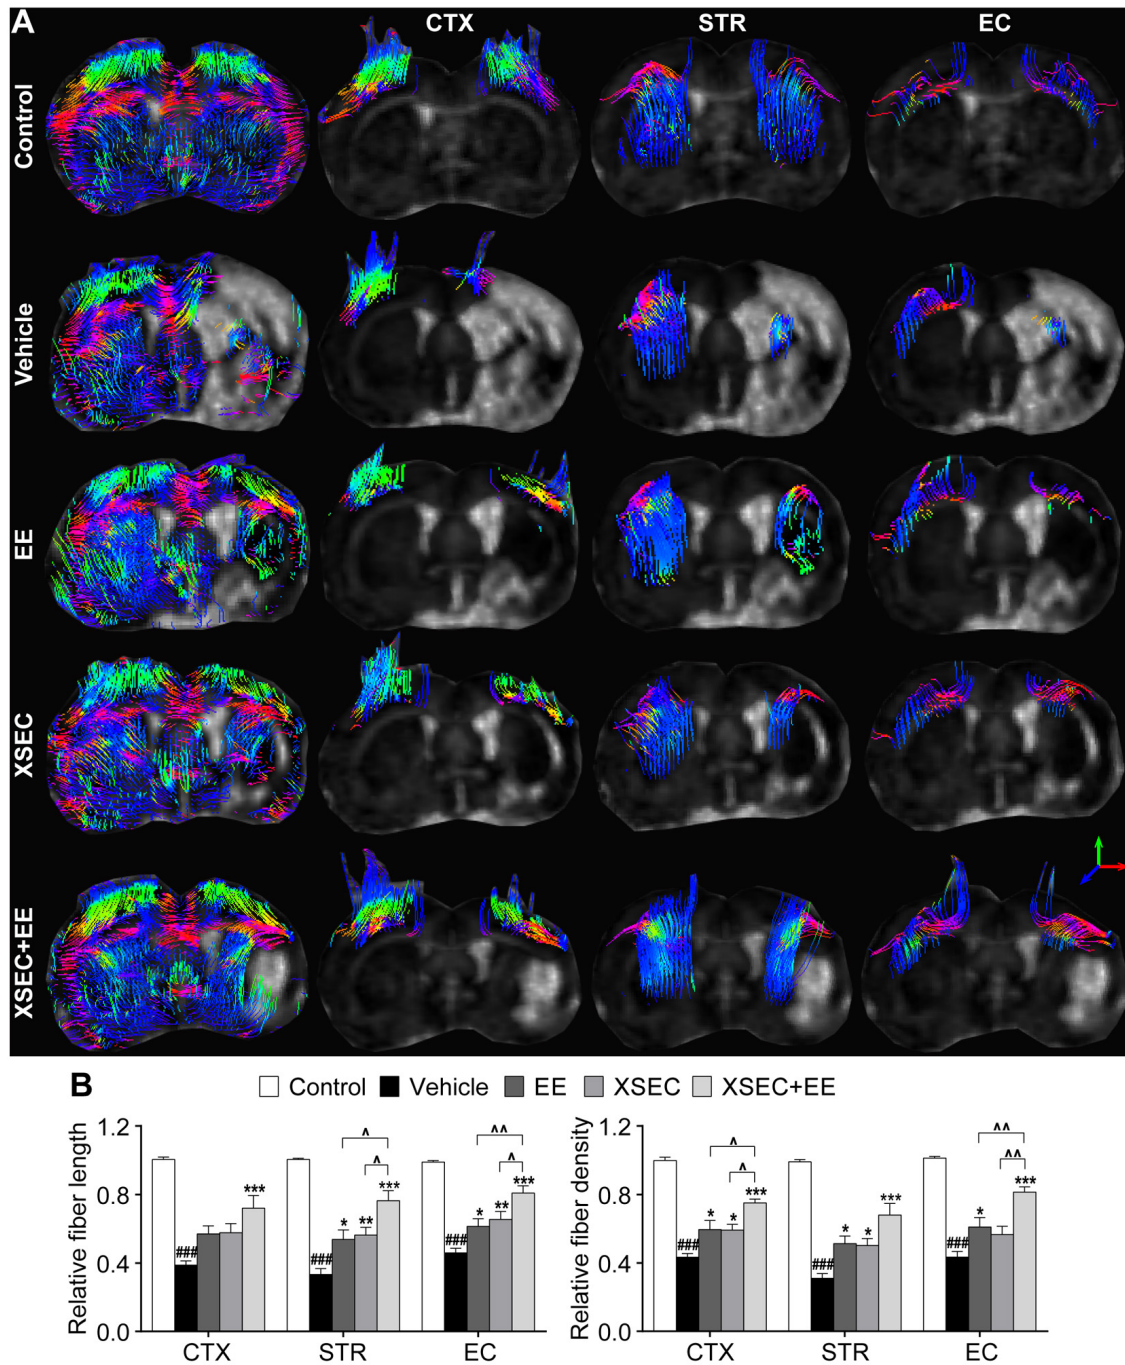 A
CTX STR EC
Control
Vehicle
EE
XSEC
XSEC+EE
B
Control Vehicle EE XSEC XSEC+EE
Relative fiber length
1.2
0.8
0.4
0.0
### ***
### * ** *** ^ ^
### * ** *** ^ ^^
CTX STR EC
Relative fiber density
1.2
0.8
0.4
0.0
### * * *** ^ ^
### * * ***
### * *** ^^ ^^
CTX STR EC